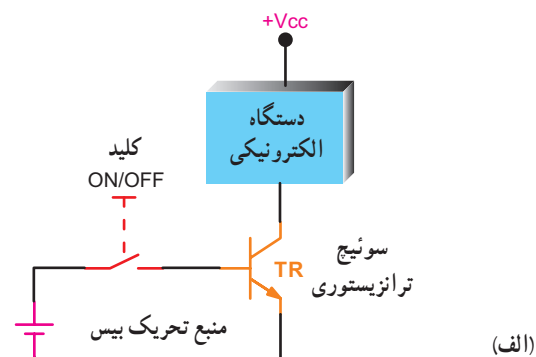 +Vcc
دستگاه
الکترونیکی
کلید
ON/OFF
سوئیچ
ترانزیستوری
TR
منبع تحریک بیس
(الف)